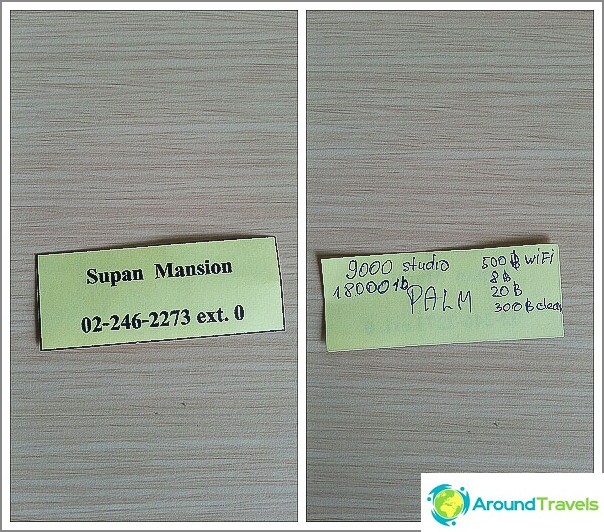 Supan Mansion
02-246-2273 ext. 0
9000 studio
18000 1b
PALM
500 ฿ WiFi
8 ฿
20 ฿
300 ฿ clean
AroundTravels